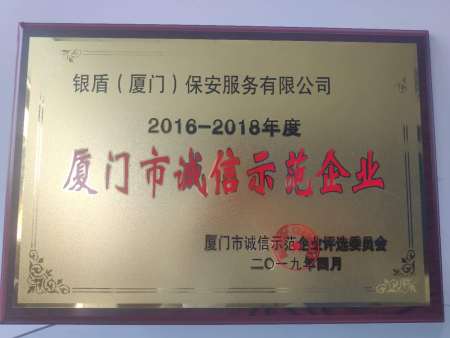 银盾（厦门）保安服务有限公司
2016-2018年度
厦门市诚信示范企业
厦门市诚信示范企业评选委员会
二〇一九年四月